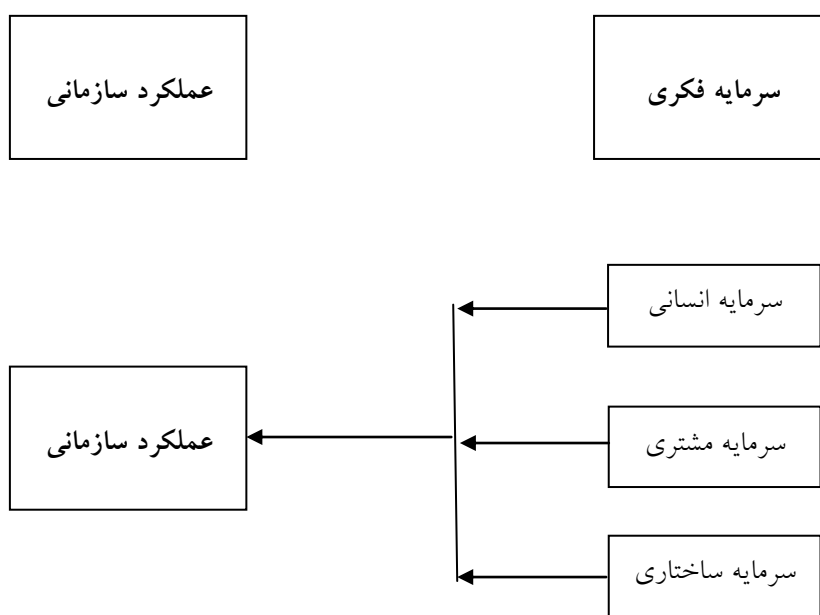 سرمایه فکری
عملکرد سازمانی
سرمایه انسانی
سرمایه مشتری
عملکرد سازمانی
سرمایه ساختاری